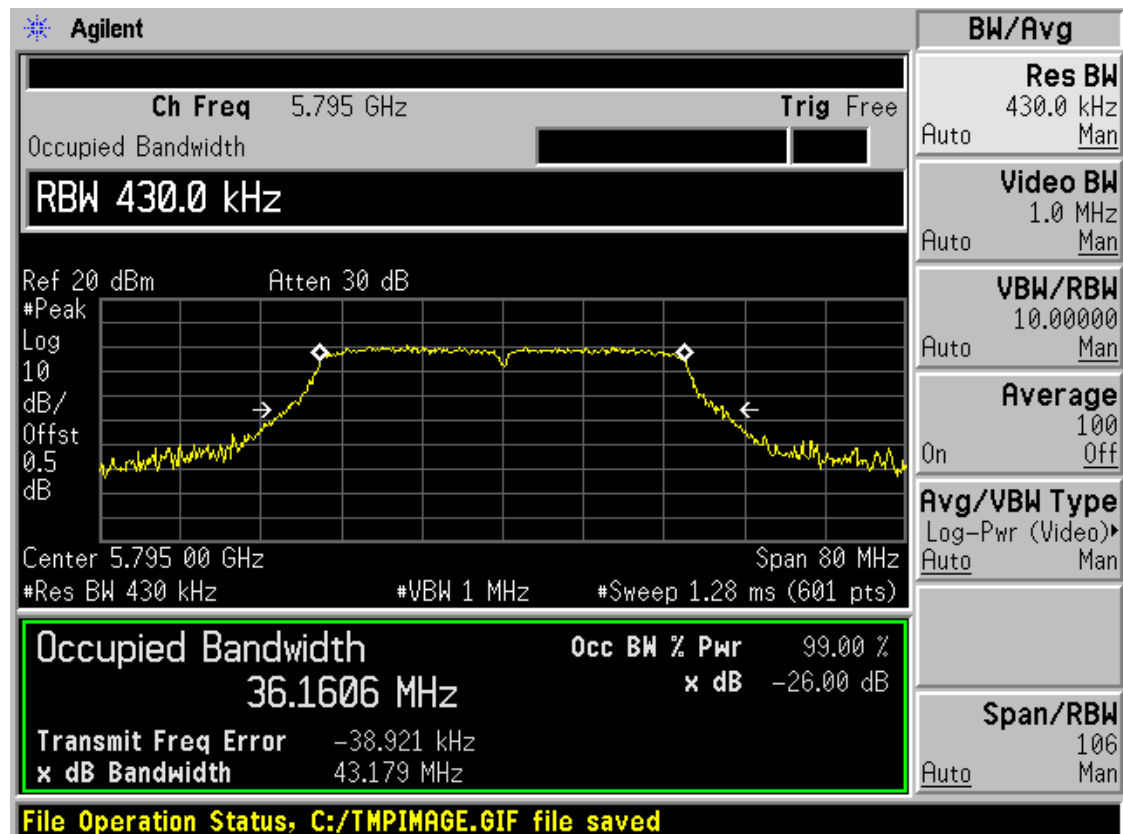 Agilent
Ch Freq 5.795 GHz Trig Free
Occupied Bandwidth
RBW 430.0 kHz
Ref 20 dBm Atten 30 dB
#Peak
Log
10
dB/
Offst
0.5
dB
Center 5.795 00 GHz Span 80 MHz
#Res BW 430 kHz #VBW 1 MHz #Sweep 1.28 ms (601 pts)
Occupied Bandwidth
36.1606 MHz
Occ BW % Pwr 99.00 %
x dB -26.00 dB
Transmit Freq Error -38.921 kHz
x dB Bandwidth 43.179 MHz
BW/Avg
Res BW
430.0 kHz
Auto Man
Video BW
1.0 MHz
Auto Man
VBW/RBW
10.00000
Auto Man
Average
100
On Off
Avg/VBW Type
Log-Pwr (Video)▸
Auto Man
Span/RBW
106
Auto Man
File Operation Status, C:/TMPIMAGE.GIF file saved